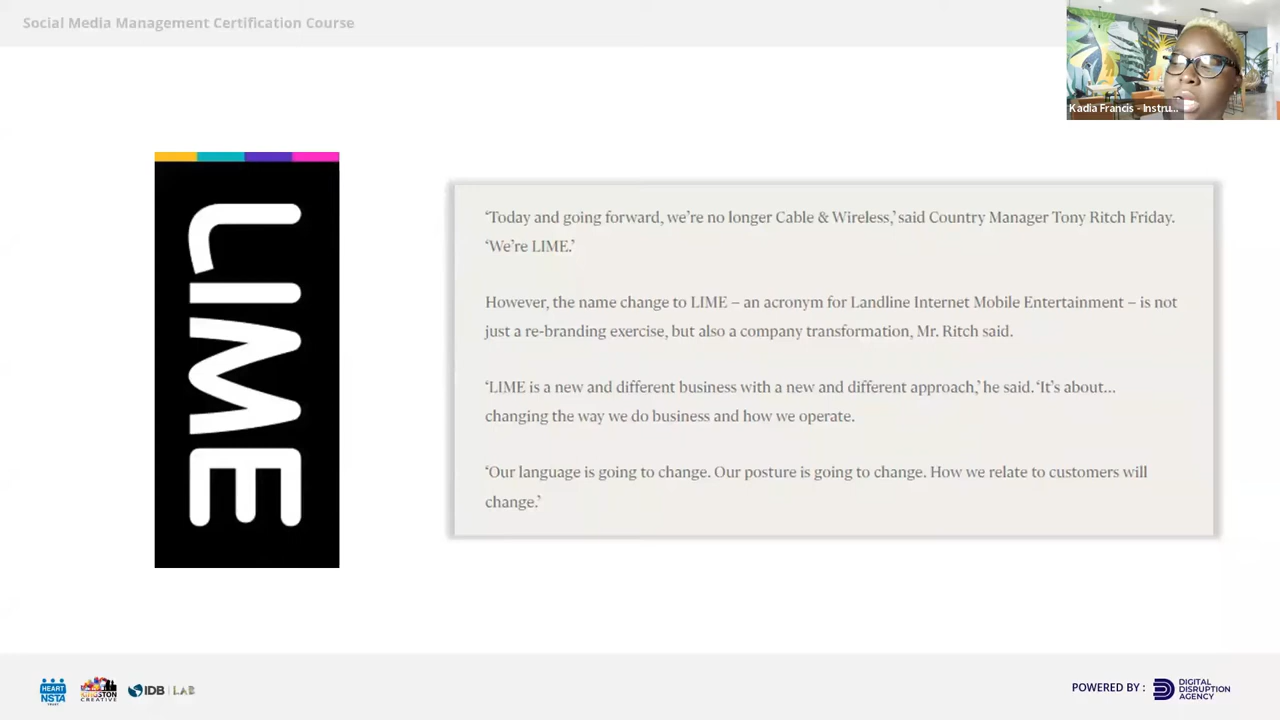 Social Media Management Certification Course
Kadia Francis - Instru...
LIME
‘Today and going forward, we’re no longer Cable & Wireless,’ said Country Manager Tony Ritch Friday.
‘We’re LIME.’
However, the name change to LIME – an acronym for Landline Internet Mobile Entertainment – is not
just a re-branding exercise, but also a company transformation, Mr. Ritch said.
‘LIME is a new and different business with a new and different approach,’ he said. ‘It’s about…
changing the way we do business and how we operate.
‘Our language is going to change. Our posture is going to change. How we relate to customers will
change.’
HEART
NSTA
TRUST
KINGSTON
CREATIVE
IDB | LAB
POWERED BY :
DIGITAL
DISRUPTION
AGENCY